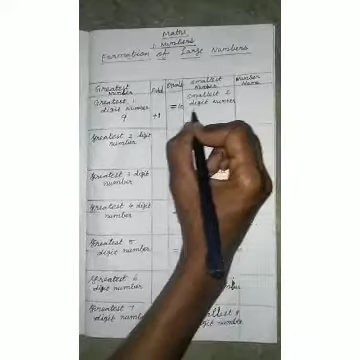 Maths
1. Numbers
Formation of Large Numbers
Greatest Number
Add
Smallest Number
Number Name
Greatest 1 digit number
9
+1
= 10
Smallest 2 digit number
Greatest 2 digit number
Greatest 3 digit number
Greatest 4 digit number
Greatest 5 digit number
=
Greatest 6 digit number
Greatest 7 digit number
digit number